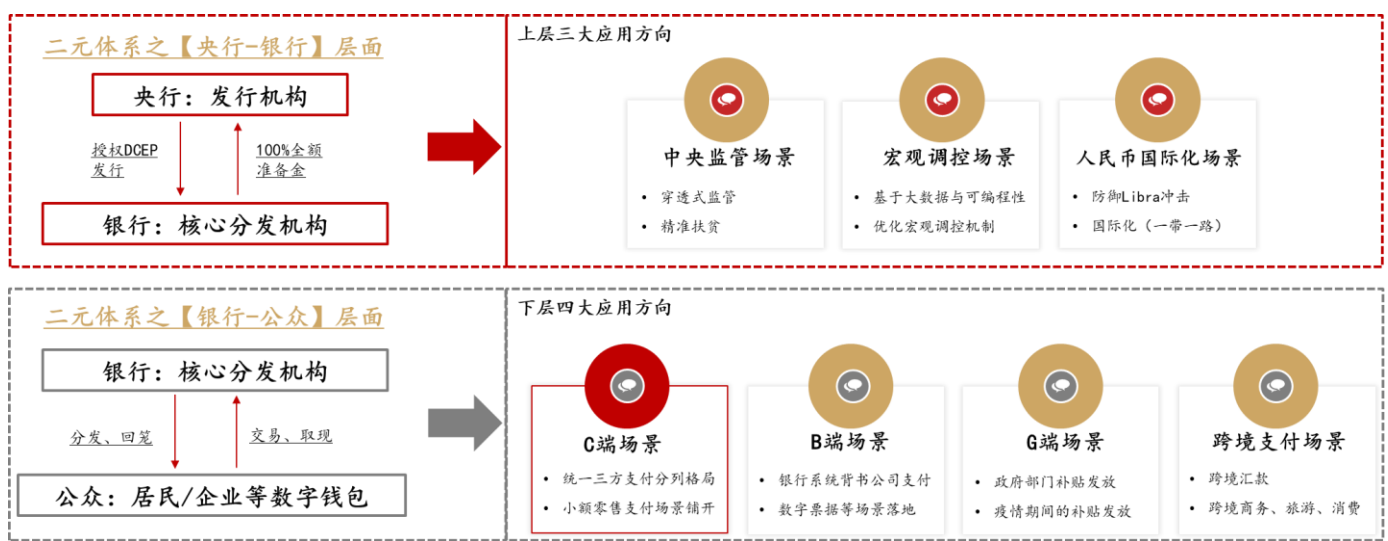 二元体系之【央行-银行】层面
央行：发行机构
授权DCEP
发行
100%全额
准备金
银行：核心分发机构
上层三大应用方向
中央监管场景
• 穿透式监管
• 精准扶贫
宏观调控场景
• 基于大数据与可编程性
• 优化宏观调控机制
人民币国际化场景
• 防御Libra冲击
• 国际化（一带一路）
二元体系之【银行-公众】层面
银行：核心分发机构
分发、回笼
交易、取现
公众：居民/企业等数字钱包
下层四大应用方向
C端场景
• 统一三方支付分列格局
• 小额零售支付场景铺开
B端场景
• 银行系统背书公司支付
• 数字票据等场景落地
G端场景
• 政府部门补贴发放
• 疫情期间的补贴发放
跨境支付场景
• 跨境汇款
• 跨境商务、旅游、消费